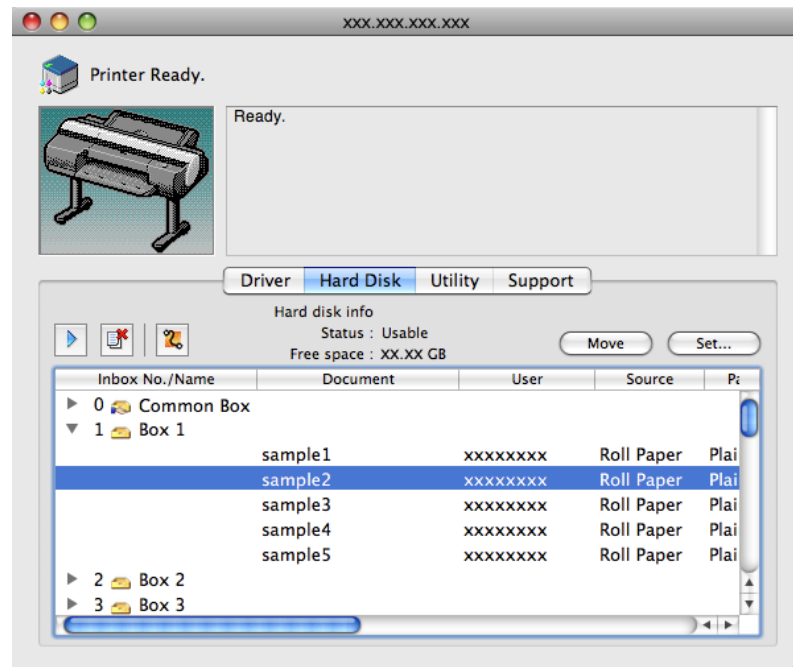 xxx.xxx.xxx.xxx
Printer Ready.
Ready.
Driver Hard Disk Utility Support
Hard disk info
Status : Usable
Free space : XX.XX GB
Move Set...
Inbox No./Name Document User Source Pa
0 Common Box
1 Box 1
sample1 xxxxxxxx Roll Paper Plai
sample2 xxxxxxxx Roll Paper Plai
sample3 xxxxxxxx Roll Paper Plai
sample4 xxxxxxxx Roll Paper Plai
sample5 xxxxxxxx Roll Paper Plai
2 Box 2
3 Box 3